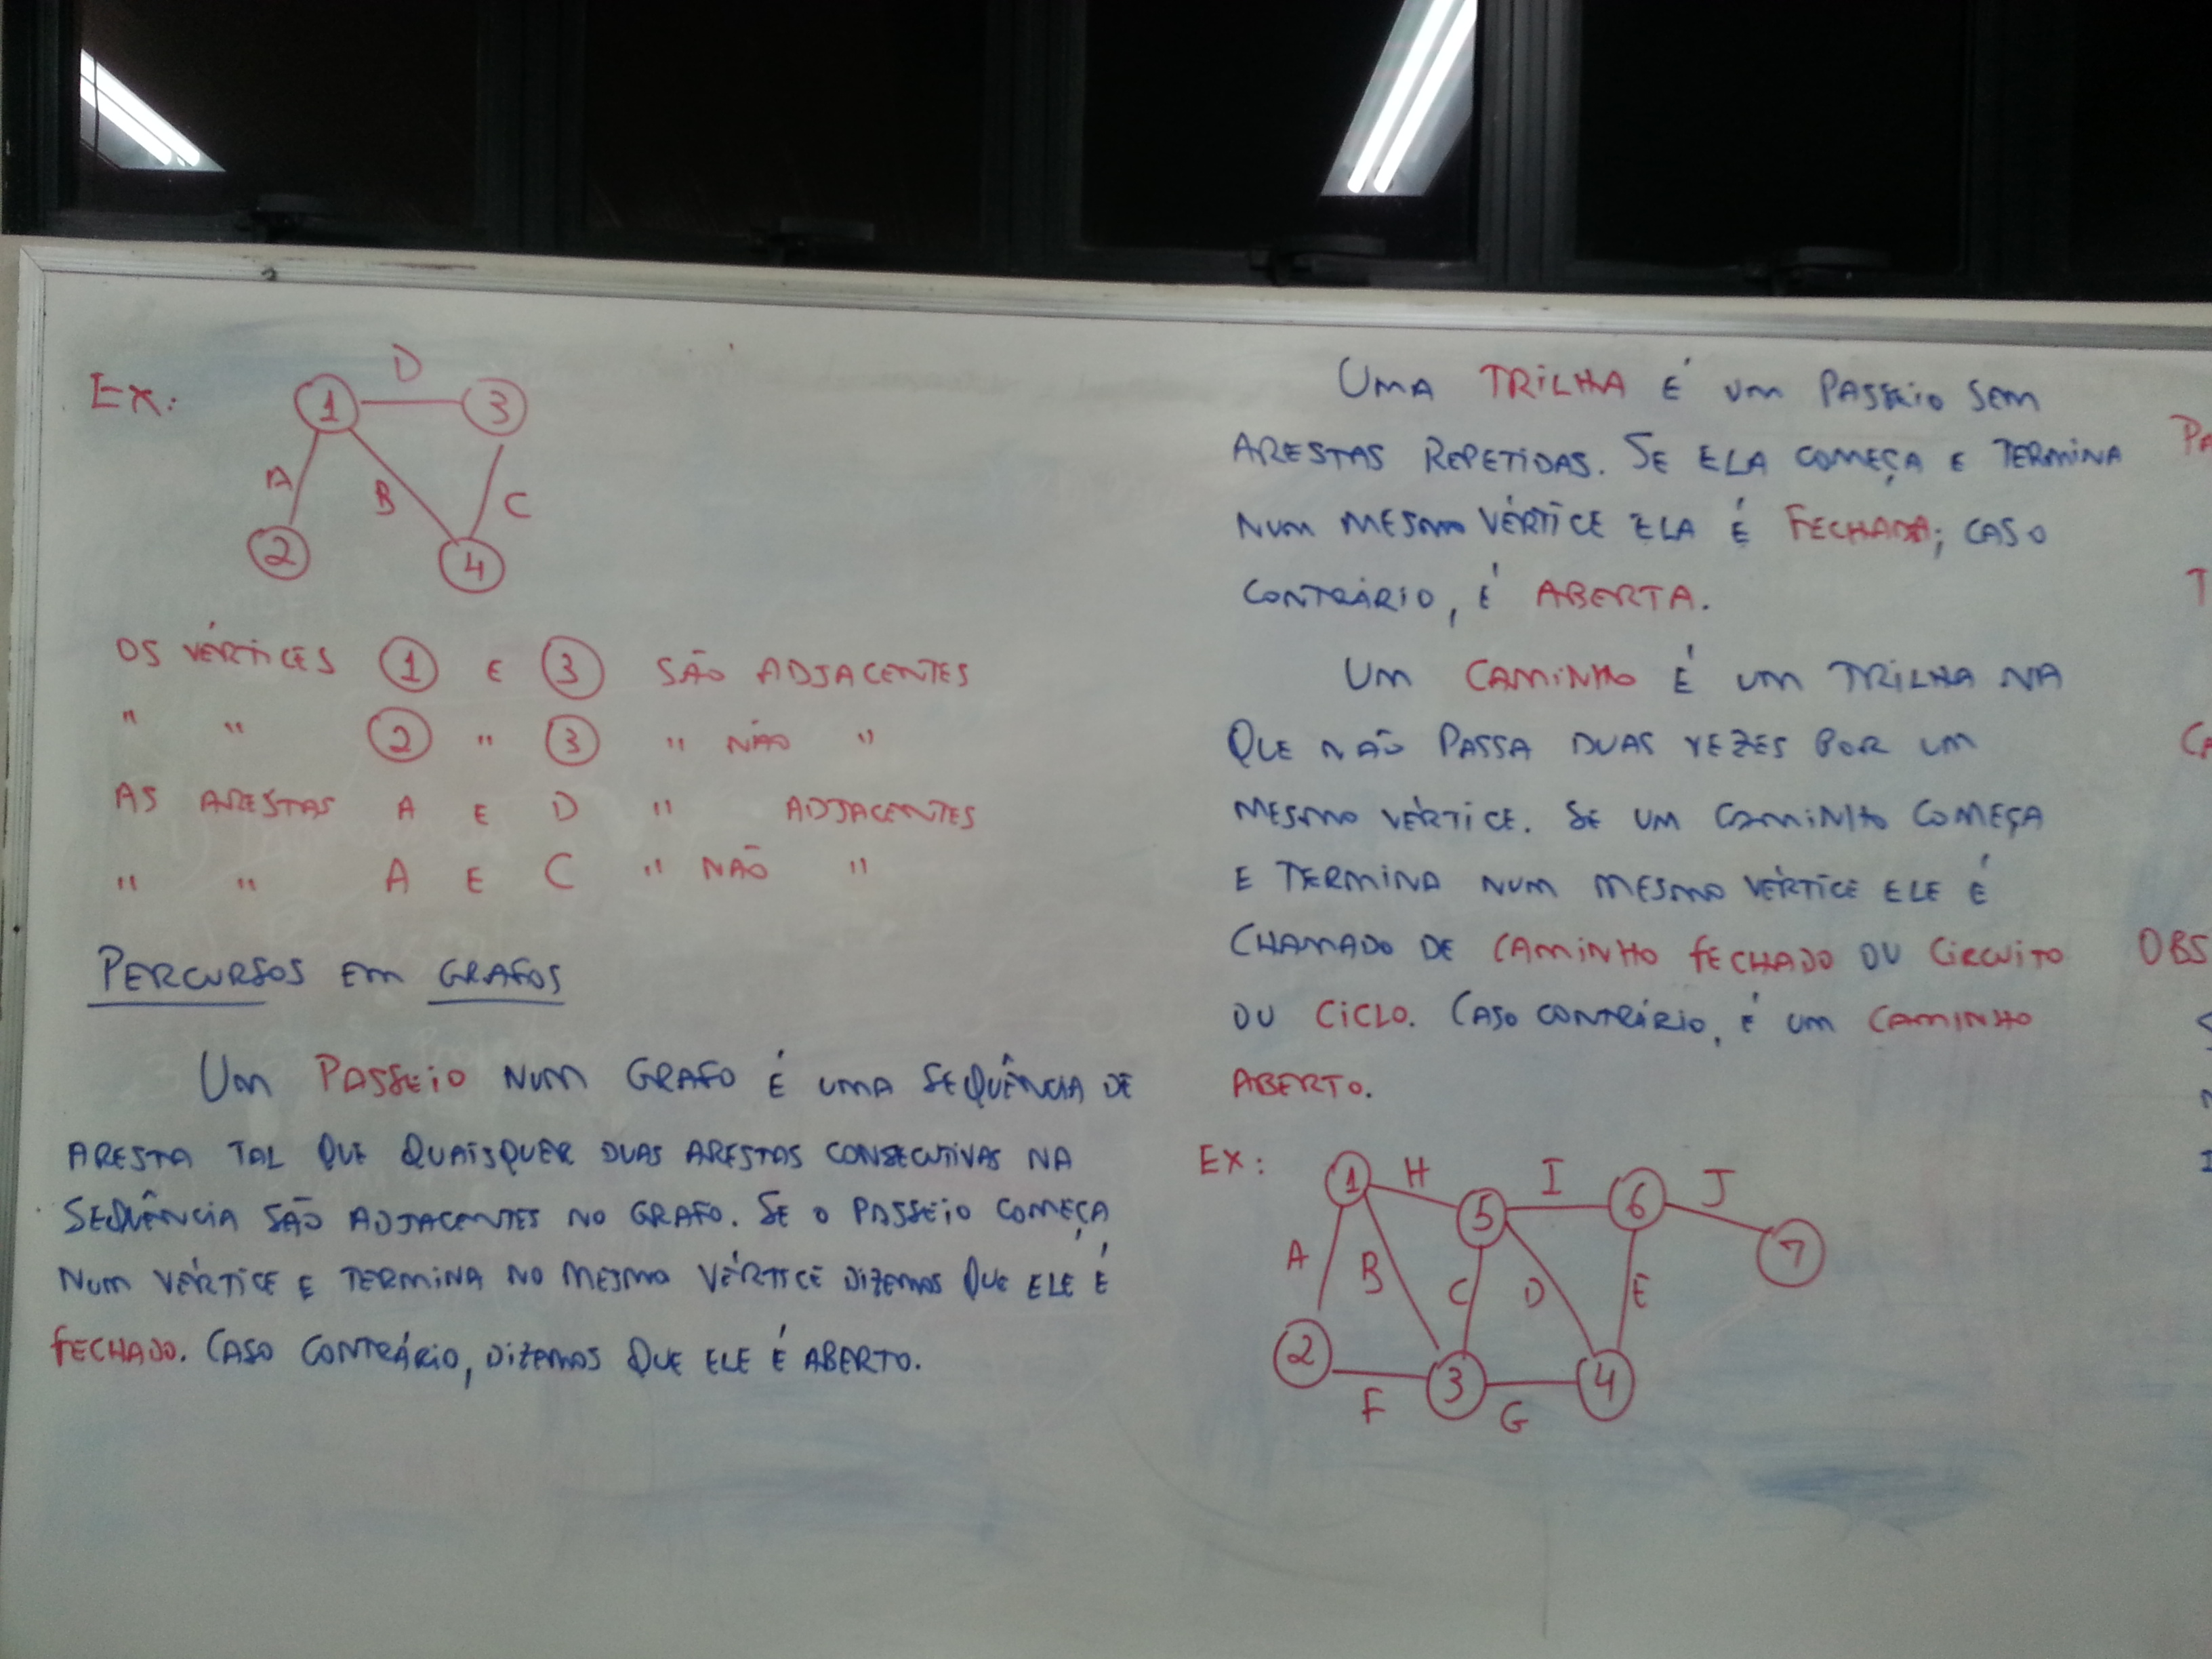 Ex:
D
1 3
A B C
2 4
OS VÉRTICES 1 E 3 SÃO ADJACENTES
" " 2 " 3 " NÃO "
AS ARESTAS A E D " ADJACENTES
" " A E C " NÃO "
PERCURSOS EM GRAFOS
UM PASSEIO NUM GRAFO É UMA SEQUÊNCIA DE
ARESTA TAL QUE QUAISQUER DUAS ARESTAS CONSECUTIVAS NA
SEQUÊNCIA SÃO ADJACENTES NO GRAFO. SE O PASSEIO COMEÇA
NUM VÉRTICE E TERMINA NO MESMO VÉRTICE DIZEMOS QUE ELE É
FECHADO. CASO CONTRÁRIO, DIZEMOS QUE ELE É ABERTO.
UMA TRILHA É UM PASSEIO SEM
ARESTAS REPETIDAS. SE ELA COMEÇA E TERMINA
NUM MESMO VÉRTICE ELA É FECHADA; CASO
CONTRÁRIO, É ABERTA.
UM CAMINHO É UM TRILHA NA
QUE NÃO PASSA DUAS VEZES POR UM
MESMO VÉRTICE. SE UM CAMINHO COMEÇA
E TERMINA NUM MESMO VÉRTICE ELE É
CHAMADO DE CAMINHO FECHADO OU CIRCUITO
OU CICLO. CASO CONTRÁRIO, É UM CAMINHO
ABERTO.
EX:
1 H 5 I 6 J 7
A B C D E
2 F 3 G 4
PA
T
CA
OBS